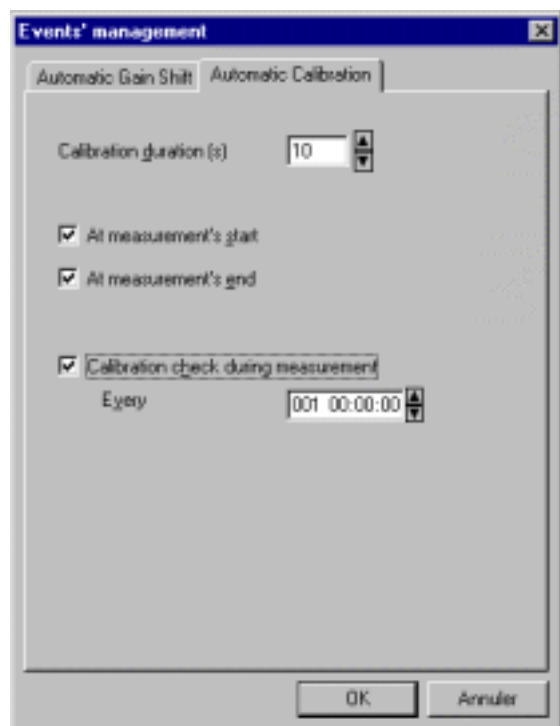 Events' management
Automatic Gain Shift
Automatic Calibration
Calibration duration (s)
10
At measurement's start
At measurement's end
Calibration check during measurement
Every
001 00:00:00
OK
Annuler